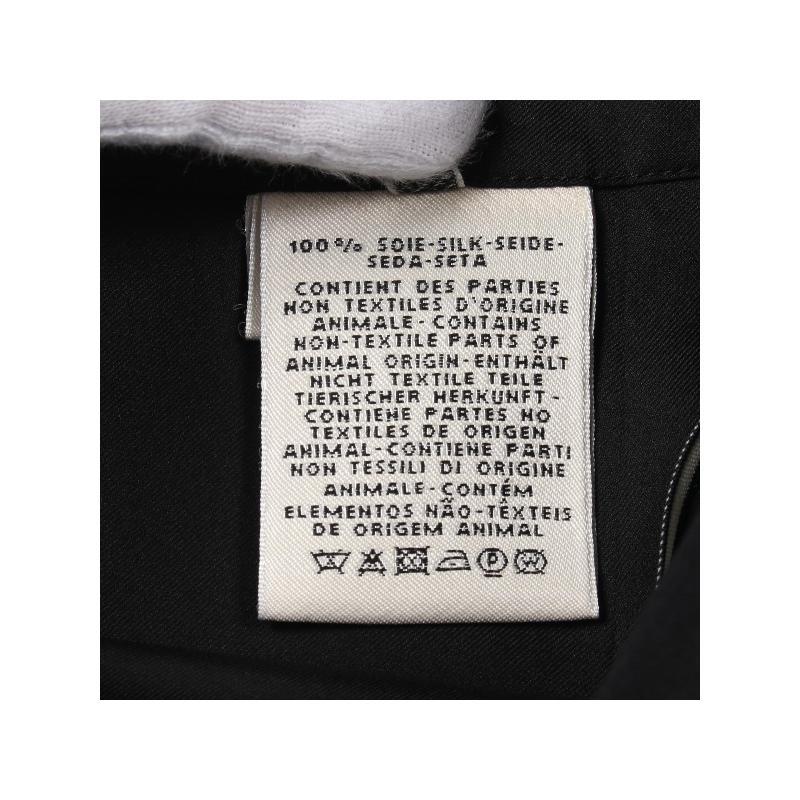 100% SOIE-SILK-SEIDE-
SEDA-SETA
CONTIENT DES PARTIES
NON TEXTILES D'ORIGINE
ANIMALE-CONTAINS
NON-TEXTILE PARTS OF
ANIMAL ORIGIN-ENTHÄLT
NICHT TEXTILE TEILE
TIERISCHER HERKUNFT-
CONTIENE PARTES NO
TEXTILES DE ORIGEN
ANIMAL-CONTIENE PARTI
NON TESSILI DI ORIGINE
ANIMALE-CONTÉM
ELEMENTOS NÃO-TÊXTEIS
DE ORIGEM ANIMAL
P W